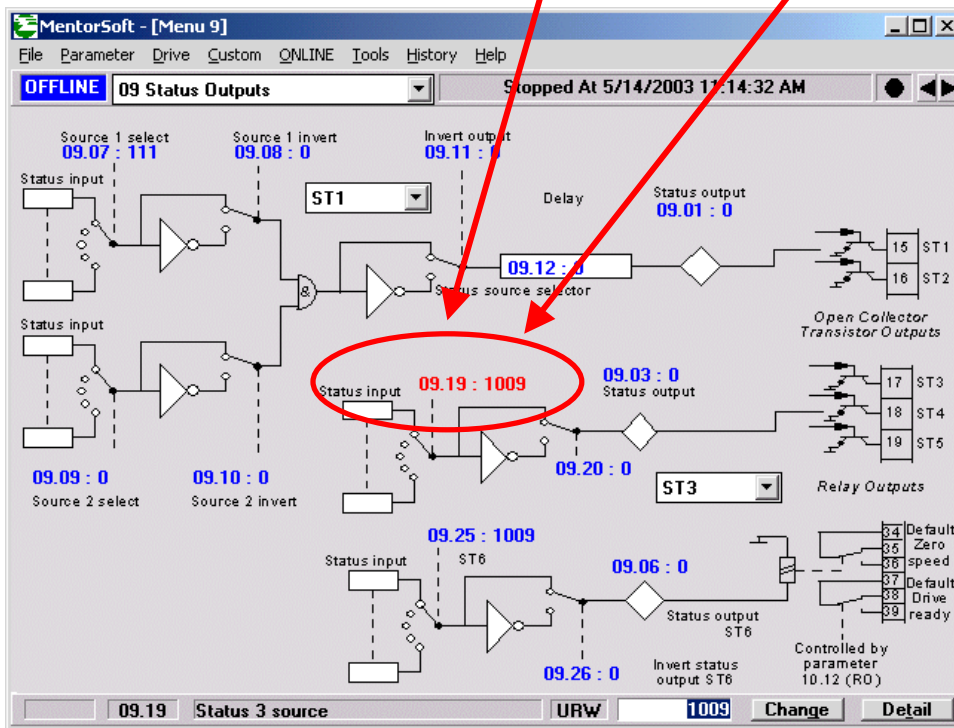 MentorSoft - [Menu 9]
File Parameter Drive Custom ONLINE Tools History Help
OFFLINE 09 Status Outputs Stopped At 5/14/2003 11:14:32 AM
Source 1 select
09.07 : 111
Source 1 invert
09.08 : 0
Invert output
09.11 : 0
Status input
ST1
Delay
Status output
09.01 : 0
15 ST1
16 ST2
&
09.12 : 0
Status source selector
Open Collector
Transistor Outputs
Status input
09.19 : 1009
Status input
09.03 : 0
Status output
17 ST3
18 ST4
19 ST5
09.20 : 0
ST3
Relay Outputs
09.09 : 0
Source 2 select
09.10 : 0
Source 2 invert
09.25 : 1009
ST6
Status input
09.06 : 0
Status output
ST6
34 Default
35 Zero
36 speed
37 Default
38 Drive
39 ready
09.26 : 0
Invert status
output ST6
Controlled by
parameter
10.12 (RO)
09.19 Status 3 source URW 1009 Change Detail